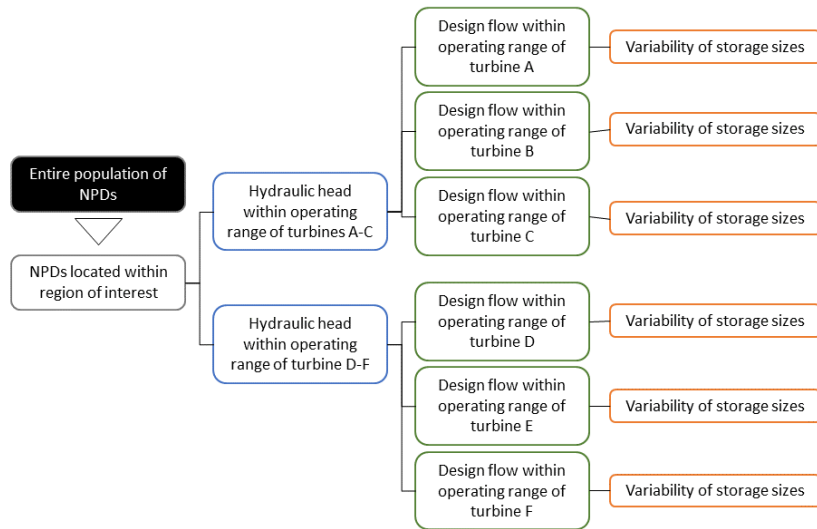 Entire population of
NPDs
NPDs located within
region of interest
Hydraulic head
within operating
range of turbines A-C
Hydraulic head
within operating
range of turbine D-F
Design flow within
operating range of
turbine A
Design flow within
operating range of
turbine B
Design flow within
operating range of
turbine C
Design flow within
operating range of
turbine D
Design flow within
operating range of
turbine E
Design flow within
operating range of
turbine F
Variability of storage sizes
Variability of storage sizes
Variability of storage sizes
Variability of storage sizes
Variability of storage sizes
Variability of storage sizes